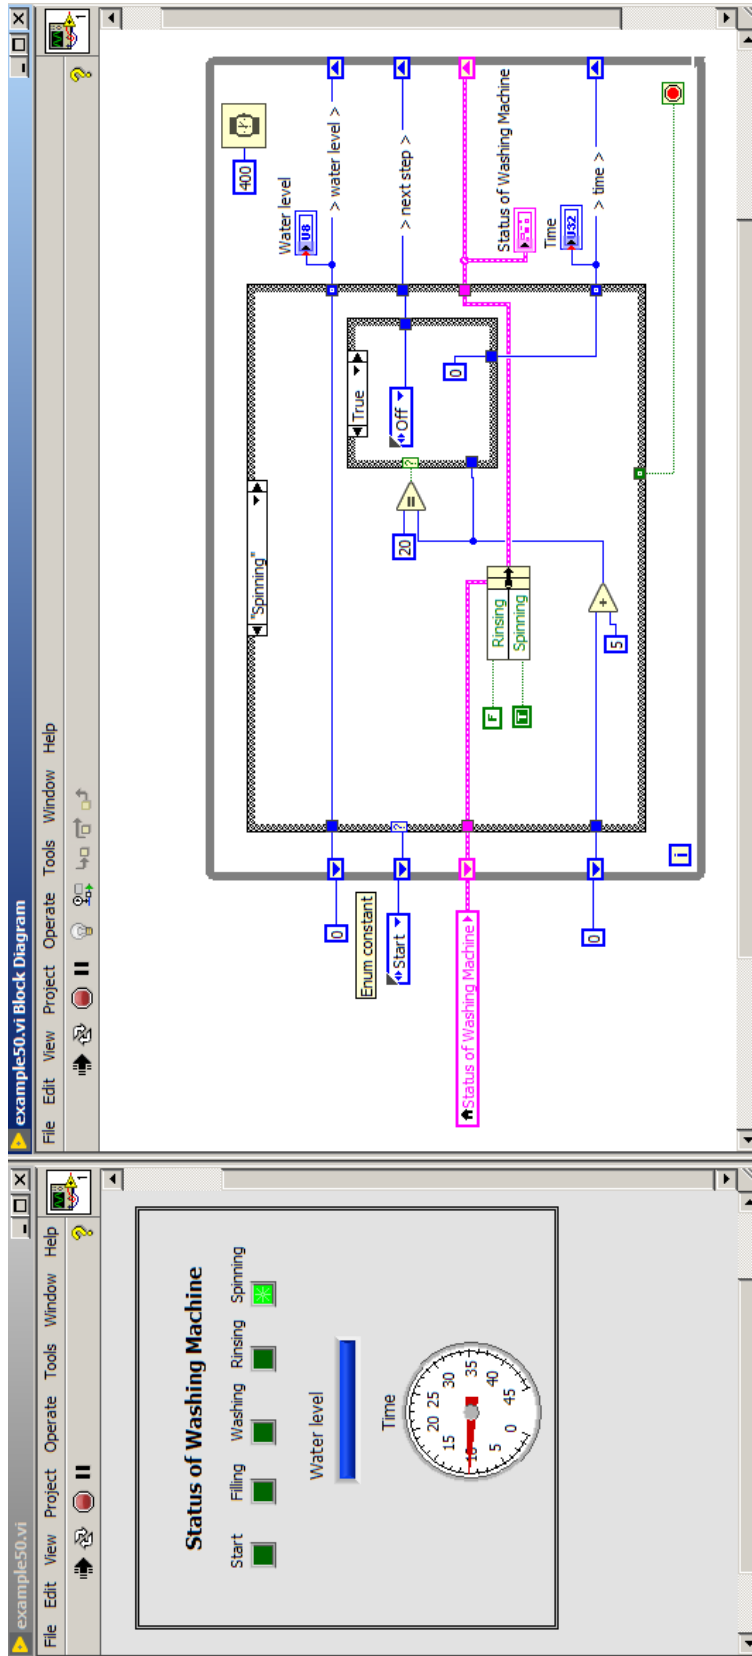 example50.vi
File Edit View Project Operate Tools Window Help
1
?
Status of Washing Machine
Start Filling Washing Rinsing Spinning
Water level
Time
0 5 10 15 20 25 30 35 40 45
example50.vi Block Diagram
File Edit View Project Operate Tools Window Help
1
?
400
Water level
U8
0
> water level >
"Spinning"
True
Enum constant
Start
?
20
=
?
Off
> next step >
0
Status of Washing Machine
Status of Washing Machine
F
Rinsing
T
Spinning
Time
U32
0
5
+
> time >
i